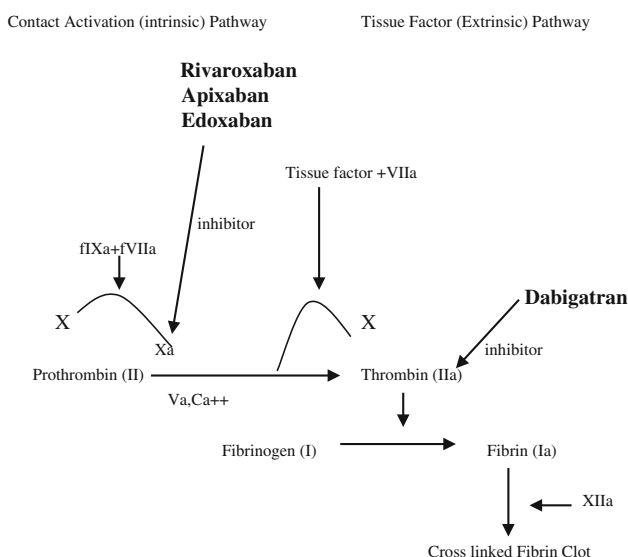 Contact Activation (intrinsic) Pathway
Tissue Factor (Extrinsic) Pathway
Rivaroxaban
Apixaban
Edoxaban
Tissue factor +VIIa
inhibitor
fIXa+fVIIa
Dabigatran
X
X
inhibitor
Xa
Prothrombin (II)
Thrombin (IIa)
Va,Ca++
Fibrinogen (I)
Fibrin (Ia)
XIIa
Cross linked Fibrin Clot